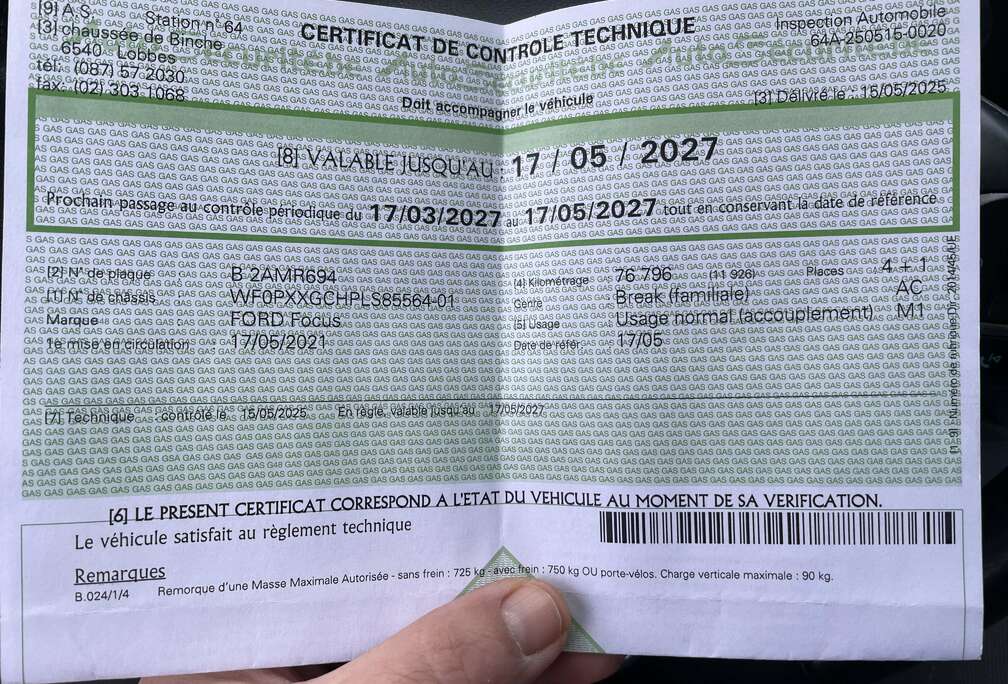 [9] A.S. Station n° 64
[3] chaussée de Binche
6540 Lobbes
tél. (087) 57 2030
fax. (02) 303 1068
CERTIFICAT DE CONTROLE TECHNIQUE
Doit accompagner le véhicule
Inspection Automobile
64A-250515-0020
[3] Délivré le : 15/05/2025
[8] VALABLE JUSQU'AU : 17 / 05 / 2027
Prochain passage au contrôle périodique du 17/03/2027 au 17/05/2027 tout en conservant la date de référence
[2] N° de plaque B 2AMR694
[1] N° de châssis WF0PXXGCHPLS85564-01
Marque FORD Focus
1e mise en circulation 17/05/2021
[4] Kilométrage : 76 796 (11 926) Places 4 + 1
Genre : Break (familiale) AC
[5] Usage : Usage normal (accouplement) M1
Date de référ. : 17/05
[7] Technique contrôlé le.. 15/05/2025 En règle, valable jusqu'au 17/05/2027
[6] LE PRESENT CERTIFICAT CORRESPOND A L'ETAT DU VEHICULE AU MOMENT DE SA VERIFICATION.
Le véhicule satisfait au règlement technique
Remarques
B.024/1/4 Remorque d'une Masse Maximale Autorisée - sans frein : 725 kg - avec frein : 750 kg OU porte-vélos. Charge verticale maximale : 90 kg.